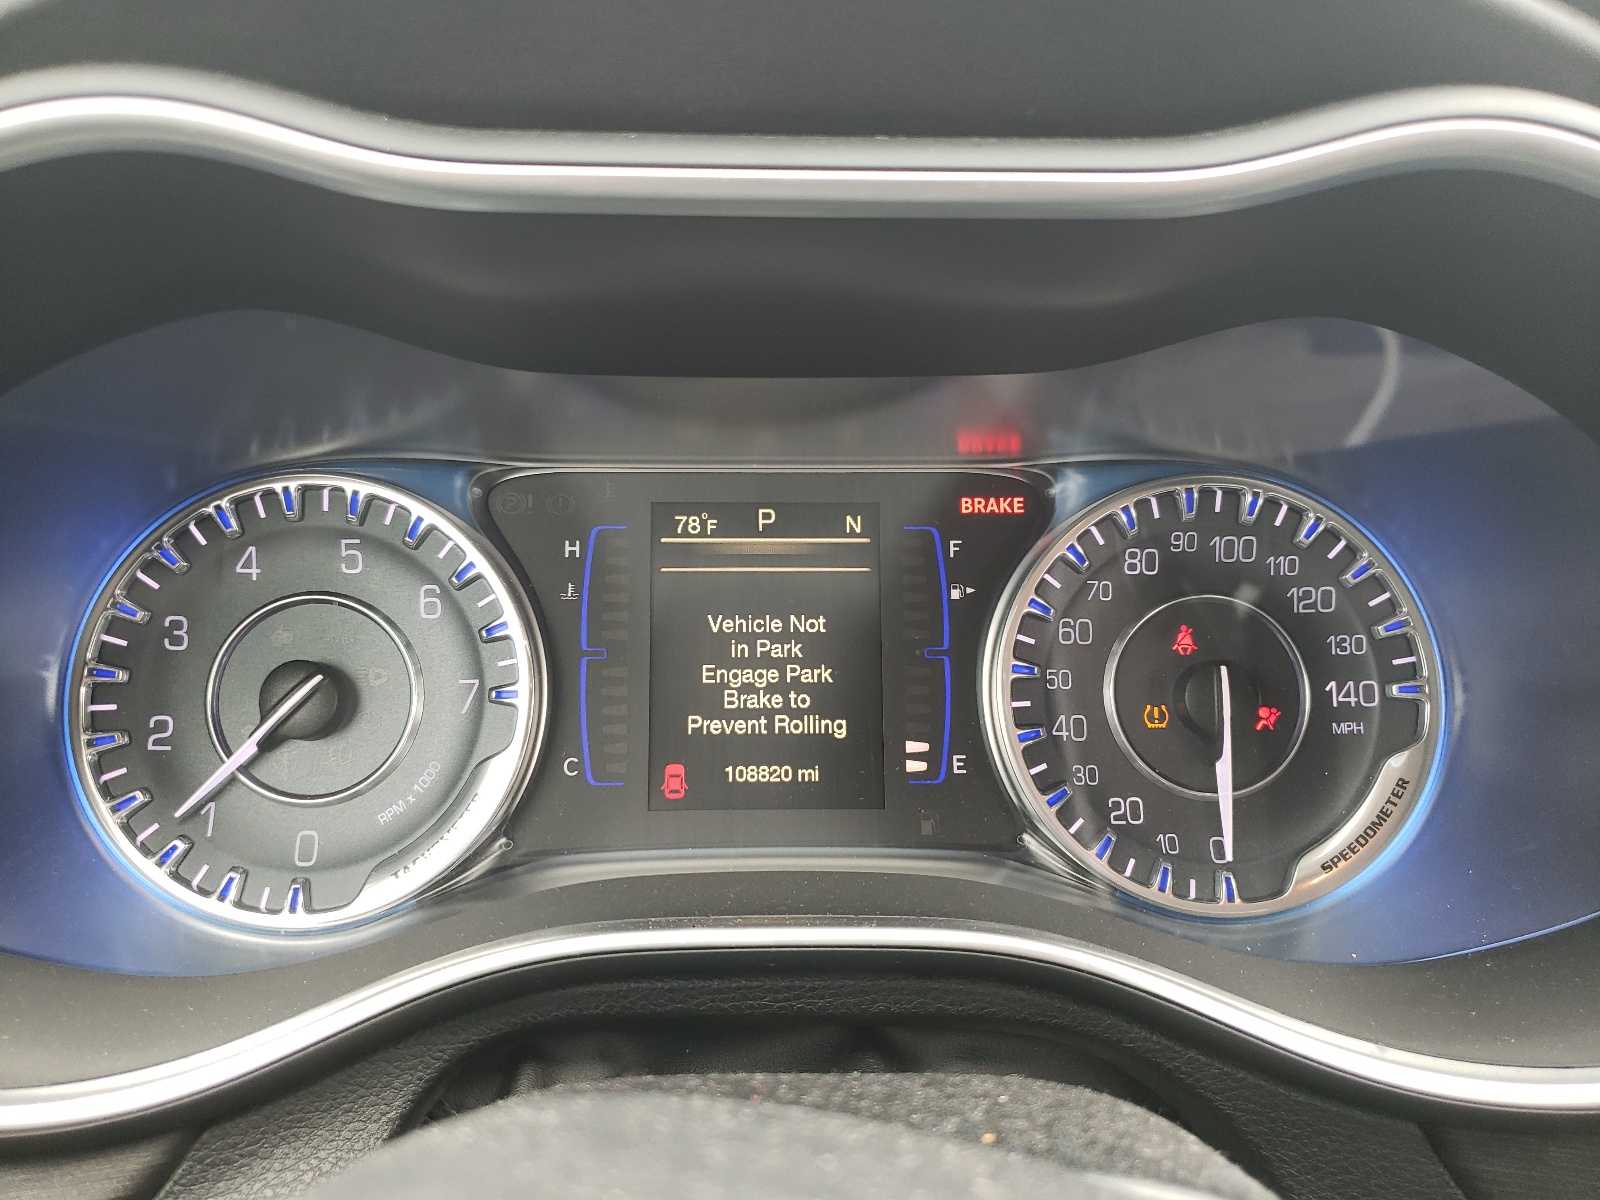 BRAKE
78°F P N
H
F
Vehicle Not
in Park
Engage Park
Brake to
Prevent Rolling
C
E
108820 mi
0
1
2
3
4
5
6
7
RPM x 1000
0
10
20
30
40
50
60
70
80
90
100
110
120
130
140
MPH
SPEEDOMETER